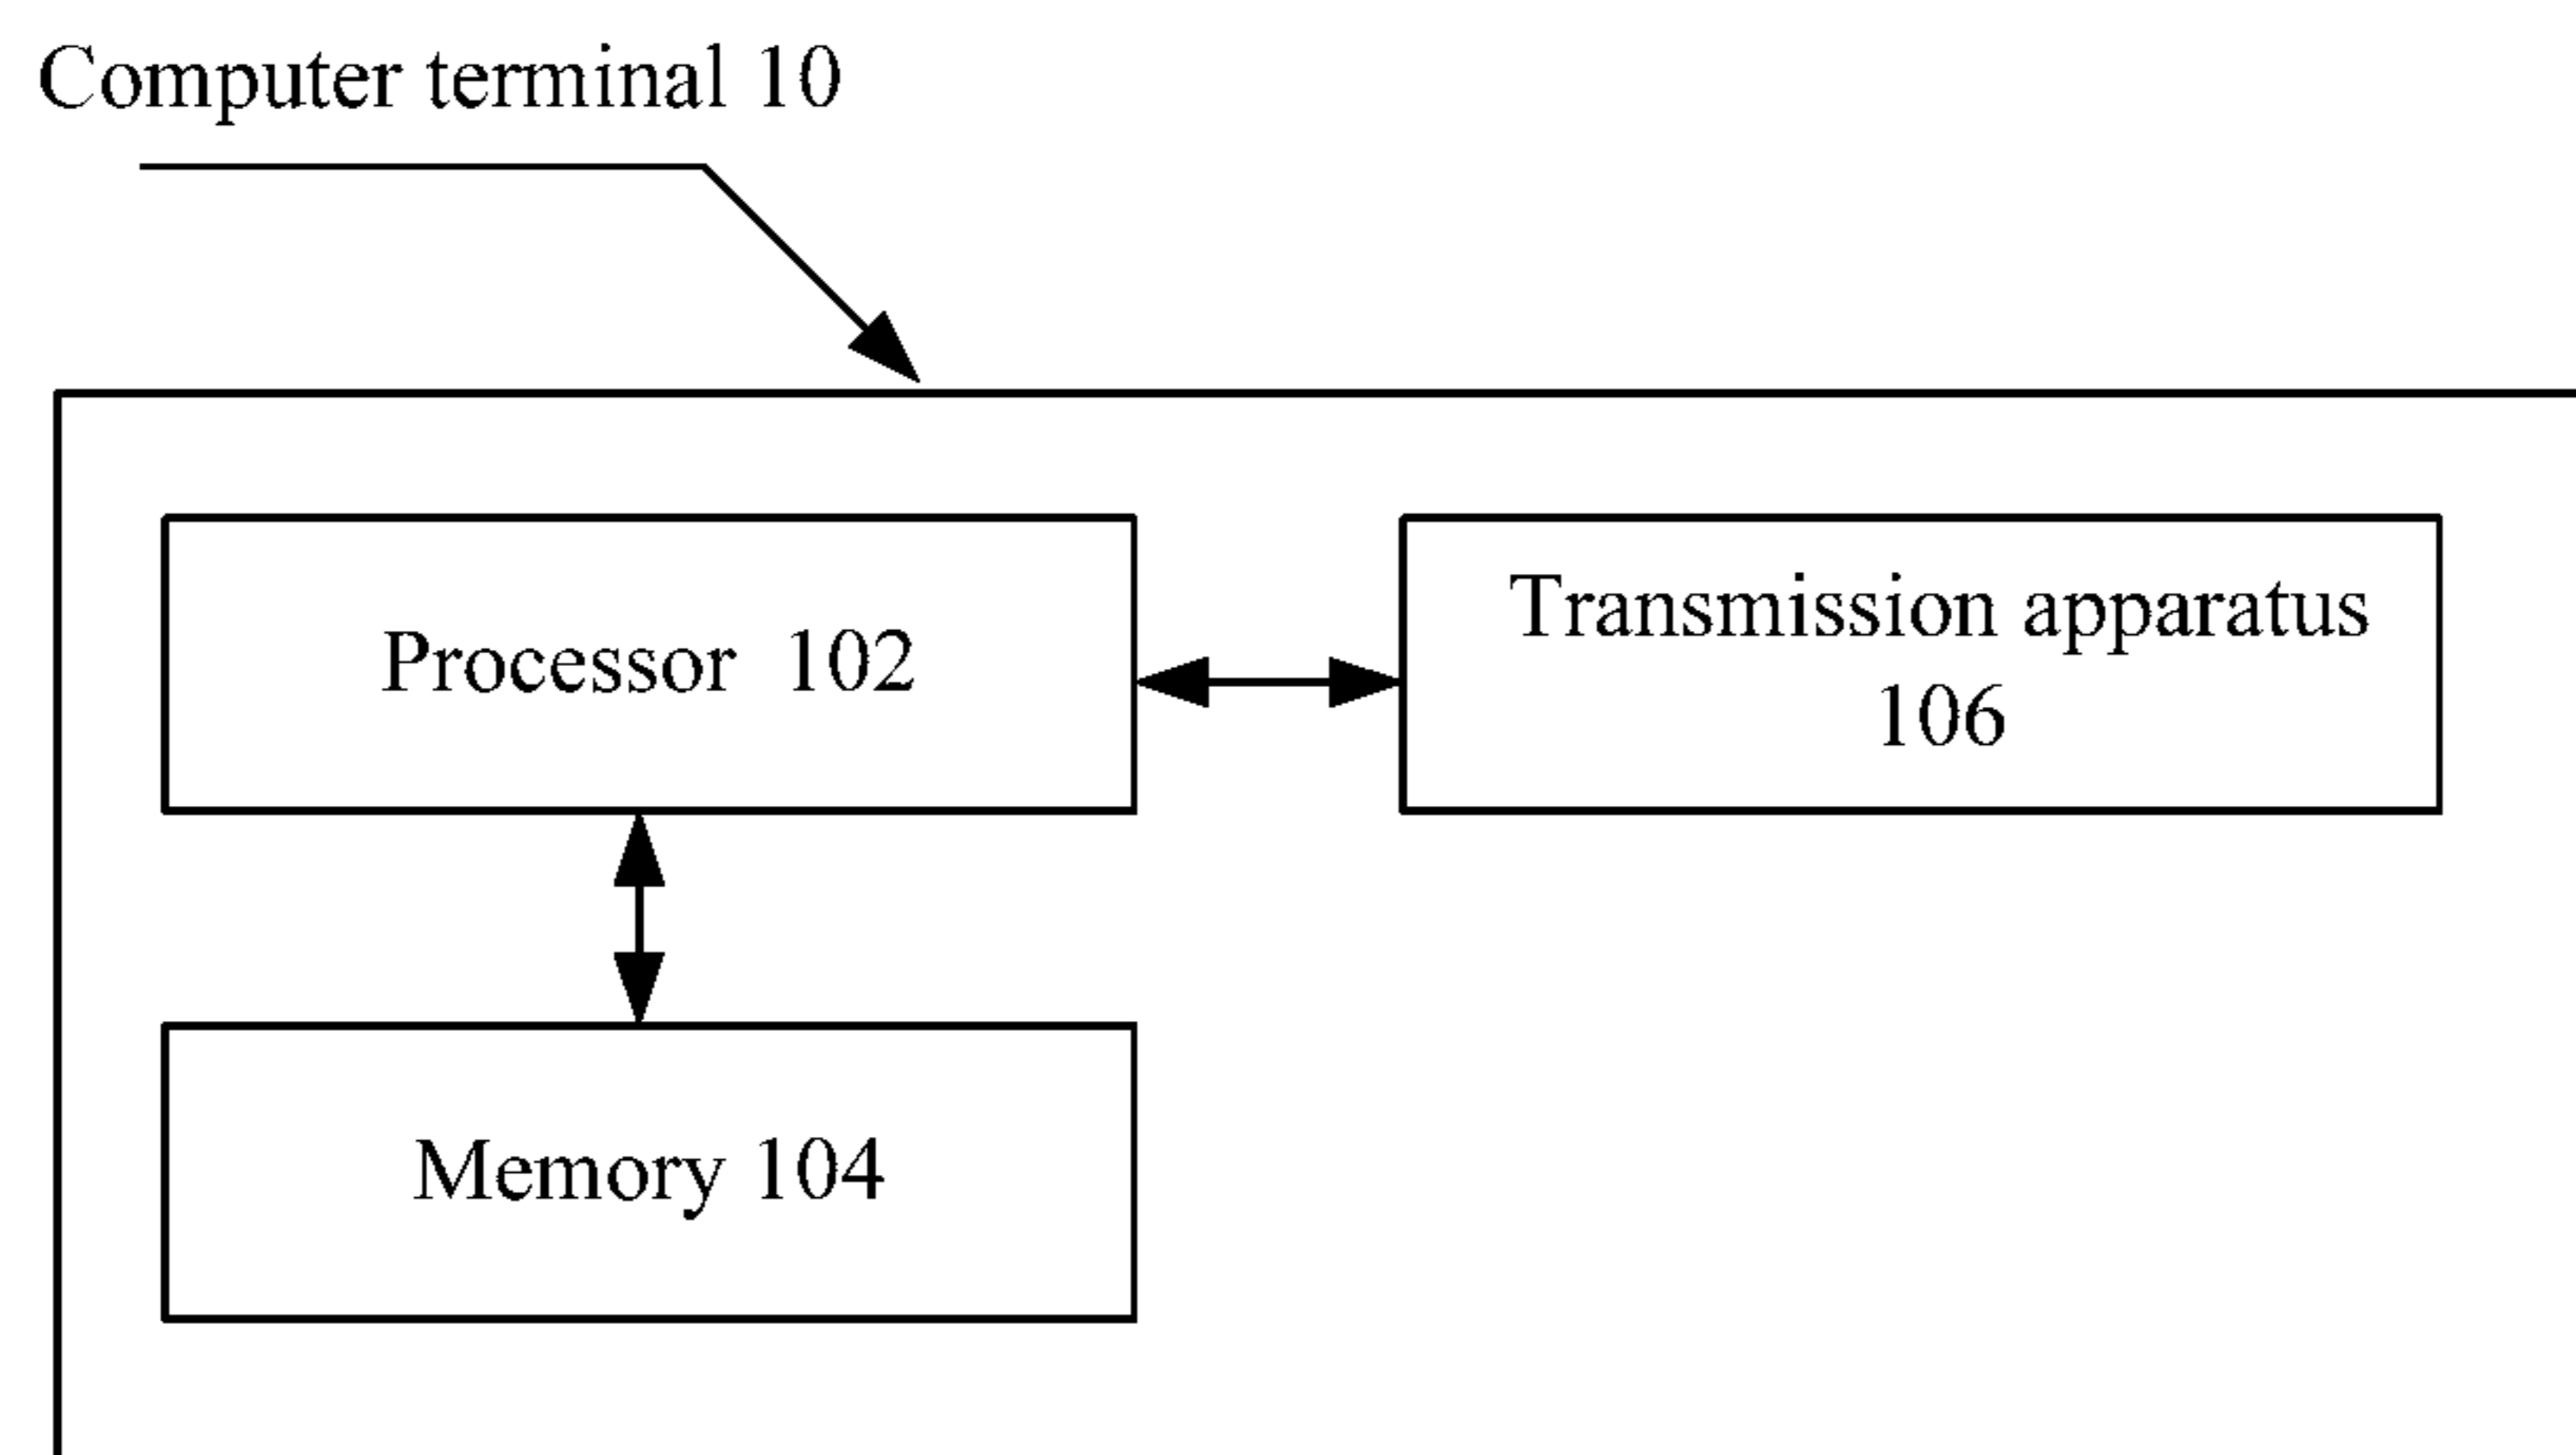 Computer terminal 10
Processor 102
Transmission apparatus
106
Memory 104